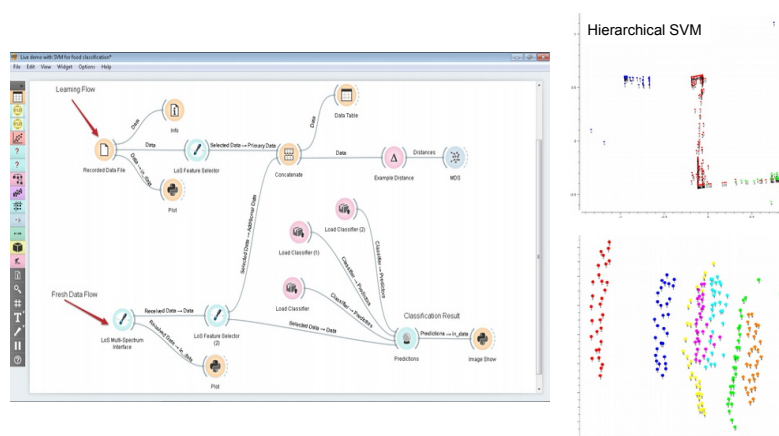 Hierarchical SVM
Live demo with SVM for food classification*
File Edit View Widget Options Help
Learning Flow
Data
Info
Data
Recorded Data File
Data → in_data
Plot
LoS Feature Selector
Selected Data → Primary Data
Concatenate
Data
Data Table
Data
Example Distance
Distances
MDS
Selected Data → Additional Data
Load Classifier (2)
Load Classifier (1)
Load Classifier
Classifier → Predictors
Classifier → Predictors
Classifier → Predictors
Fresh Data Flow
LoS Multi-Spectrum
Interface
Received Data → Data
Received Data → in_data
LoS Feature Selector
(2)
Plot
Selected Data → Data
Classification Result
Predictions
Predictions → in_data
Image Show